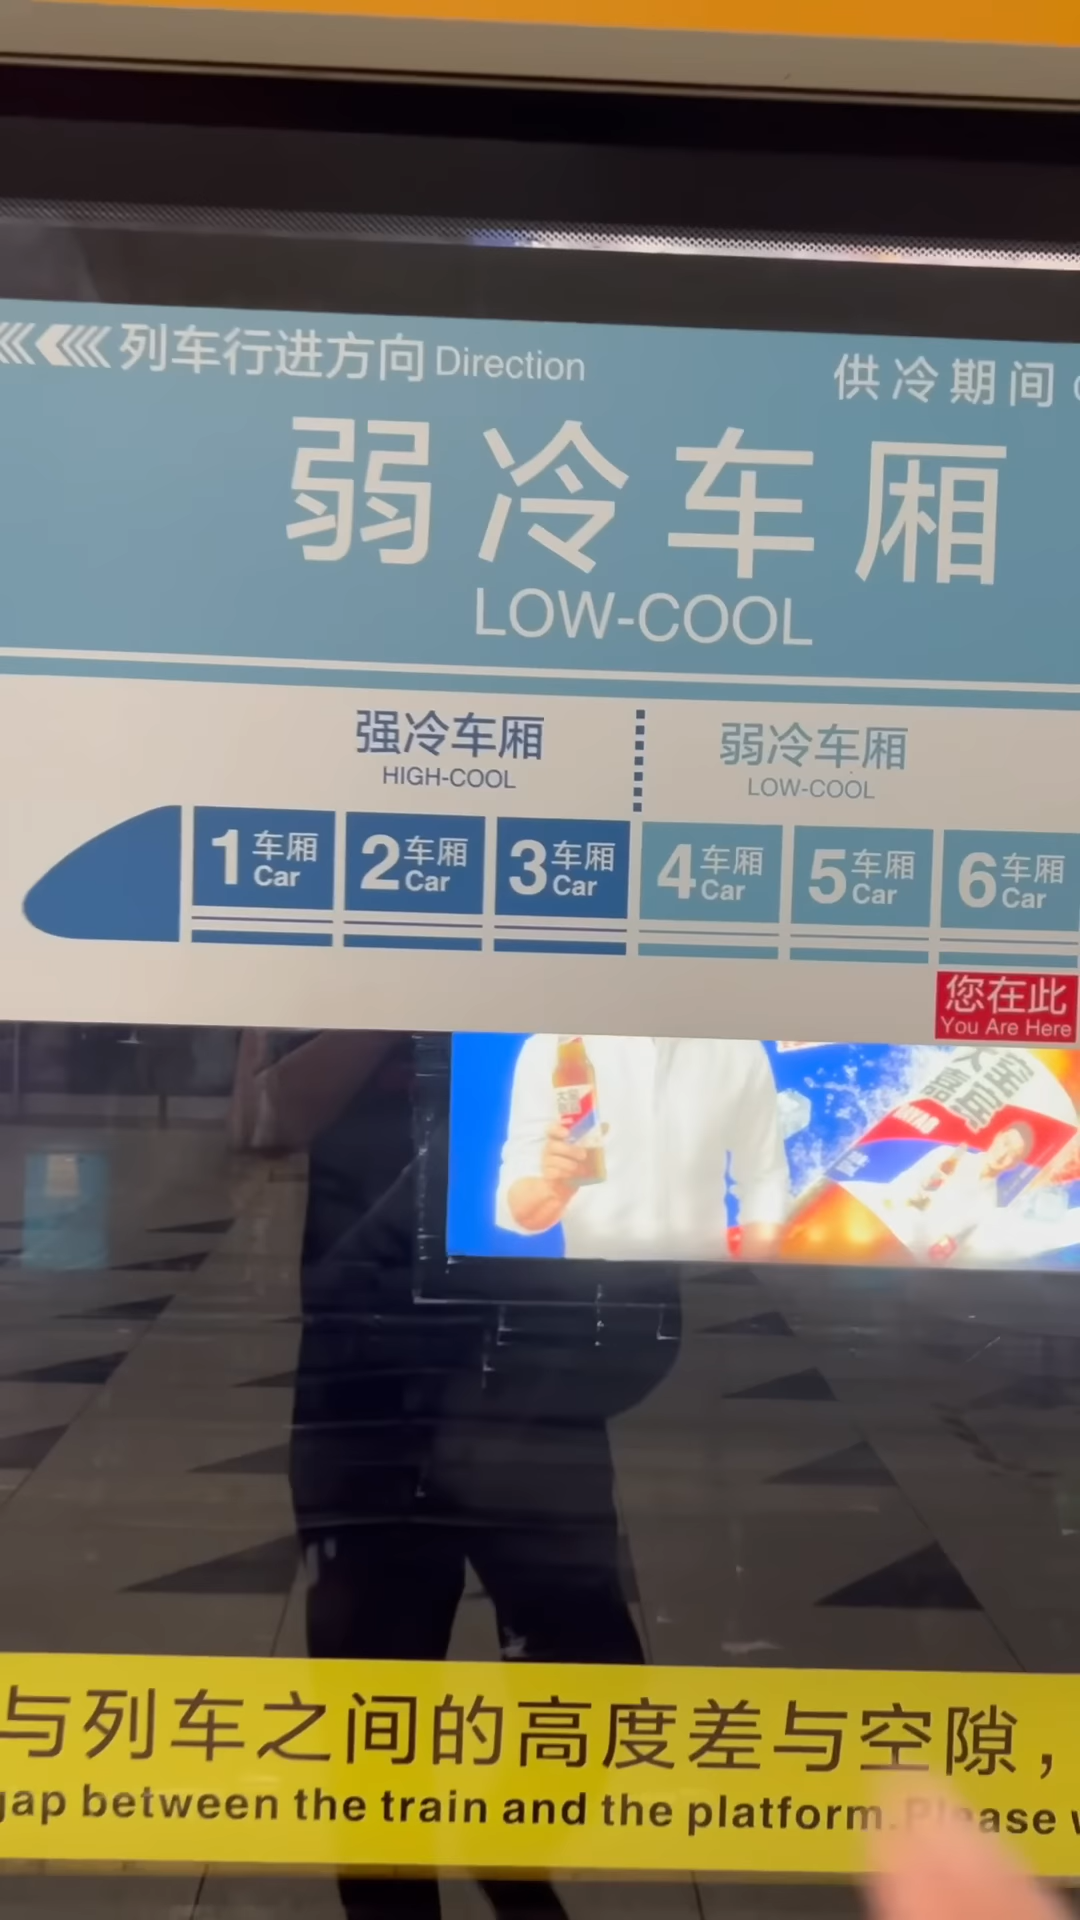 列车行进方向 Direction
供冷期间
弱冷车厢
LOW-COOL
强冷车厢
HIGH-COOL
弱冷车厢
LOW-COOL
1 车厢 Car
2 车厢 Car
3 车厢 Car
4 车厢 Car
5 车厢 Car
6 车厢 Car
您在此
You Are Here
与列车之间的高度差与空隙，
gap between the train and the platform. Please